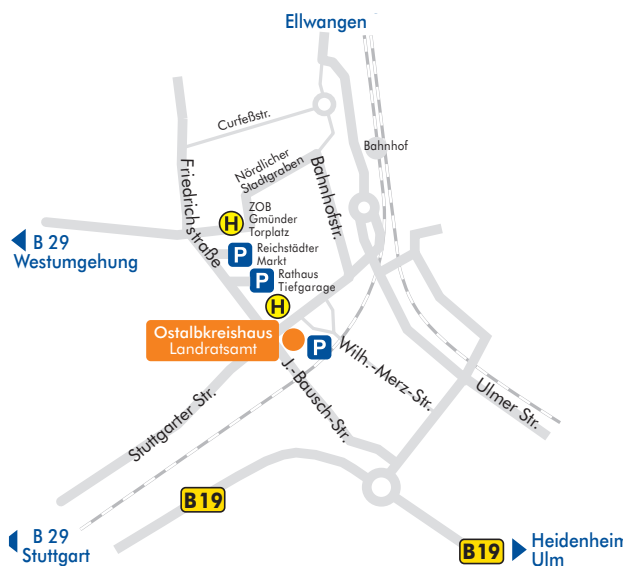 Ellwangen
Curfeßstr.
Bahnhof
Nördlicher
Stadtgraben
Friedrichstraße
Bahnhofstr.
ZOB
Gmünder
Torplatz
H
B 29
Westumgehung
P
Reichstädter
Markt
P
Rathaus
Tiefgarage
H
Ostalbkreishaus
Landratsamt
P
Wilh.-Merz-Str.
J.-Bausch-Str.
Ulmer Str.
Stuttgarter Str.
B19
B 29
Stuttgart
B19
Heidenheim
Ulm